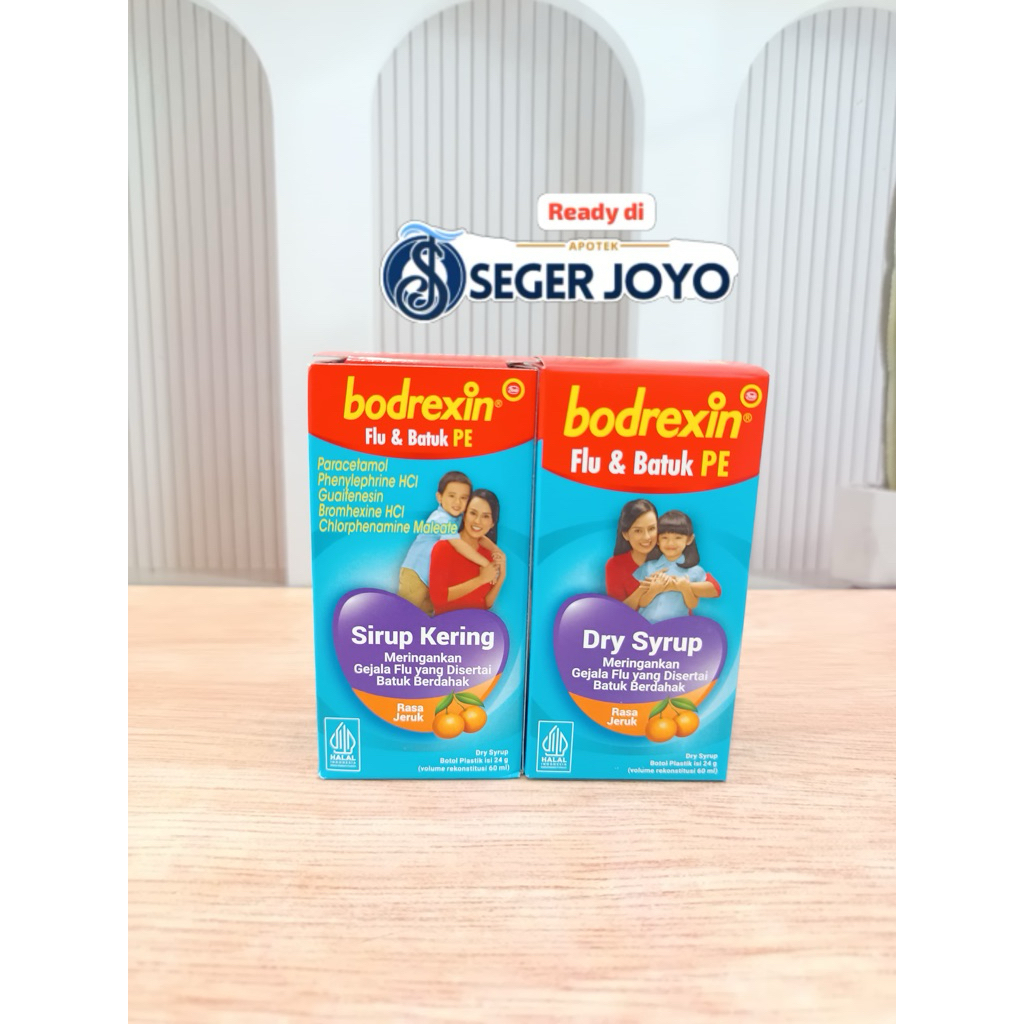 Ready di
APOTEK
SEGER JOYO
bodrexin®
Flu & Batuk PE
Paracetamol
Phenylephrine HCl
Guaifenesin
Bromhexine HCl
Chlorphenamine Maleate
Sirup Kering
Meringankan
Gejala Flu yang Disertai
Batuk Berdahak
Rasa
Jeruk
HALAL
INDONESIA
Dry Syrup
Botol Plastik isi 24 g
(volume rekonstitusi 60 ml)
bodrexin®
Flu & Batuk PE
Dry Syrup
Meringankan
Gejala Flu yang Disertai
Batuk Berdahak
Rasa
Jeruk
HALAL
INDONESIA
Dry Syrup
Botol Plastik isi 24 g
(volume rekonstitusi 60 ml)